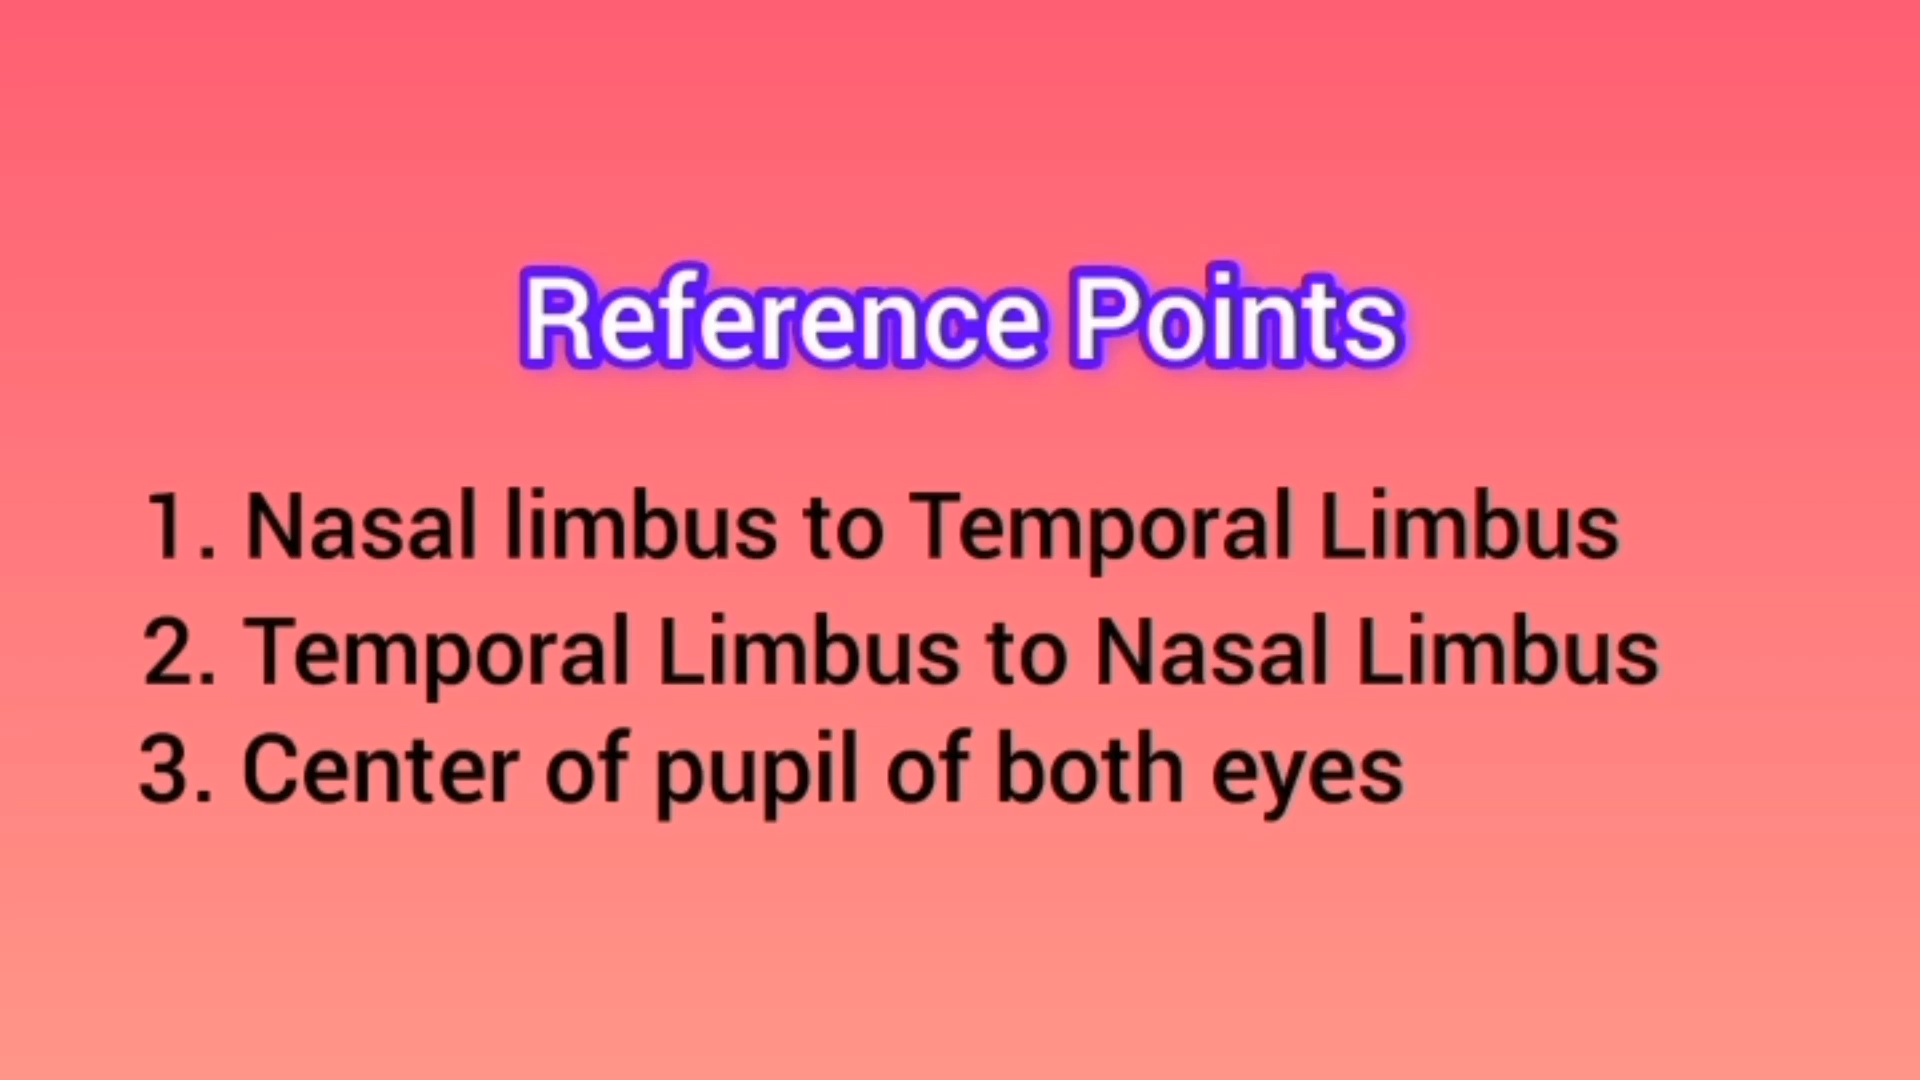 Reference Points
1. Nasal limbus to Temporal Limbus
2. Temporal Limbus to Nasal Limbus
3. Center of pupil of both eyes